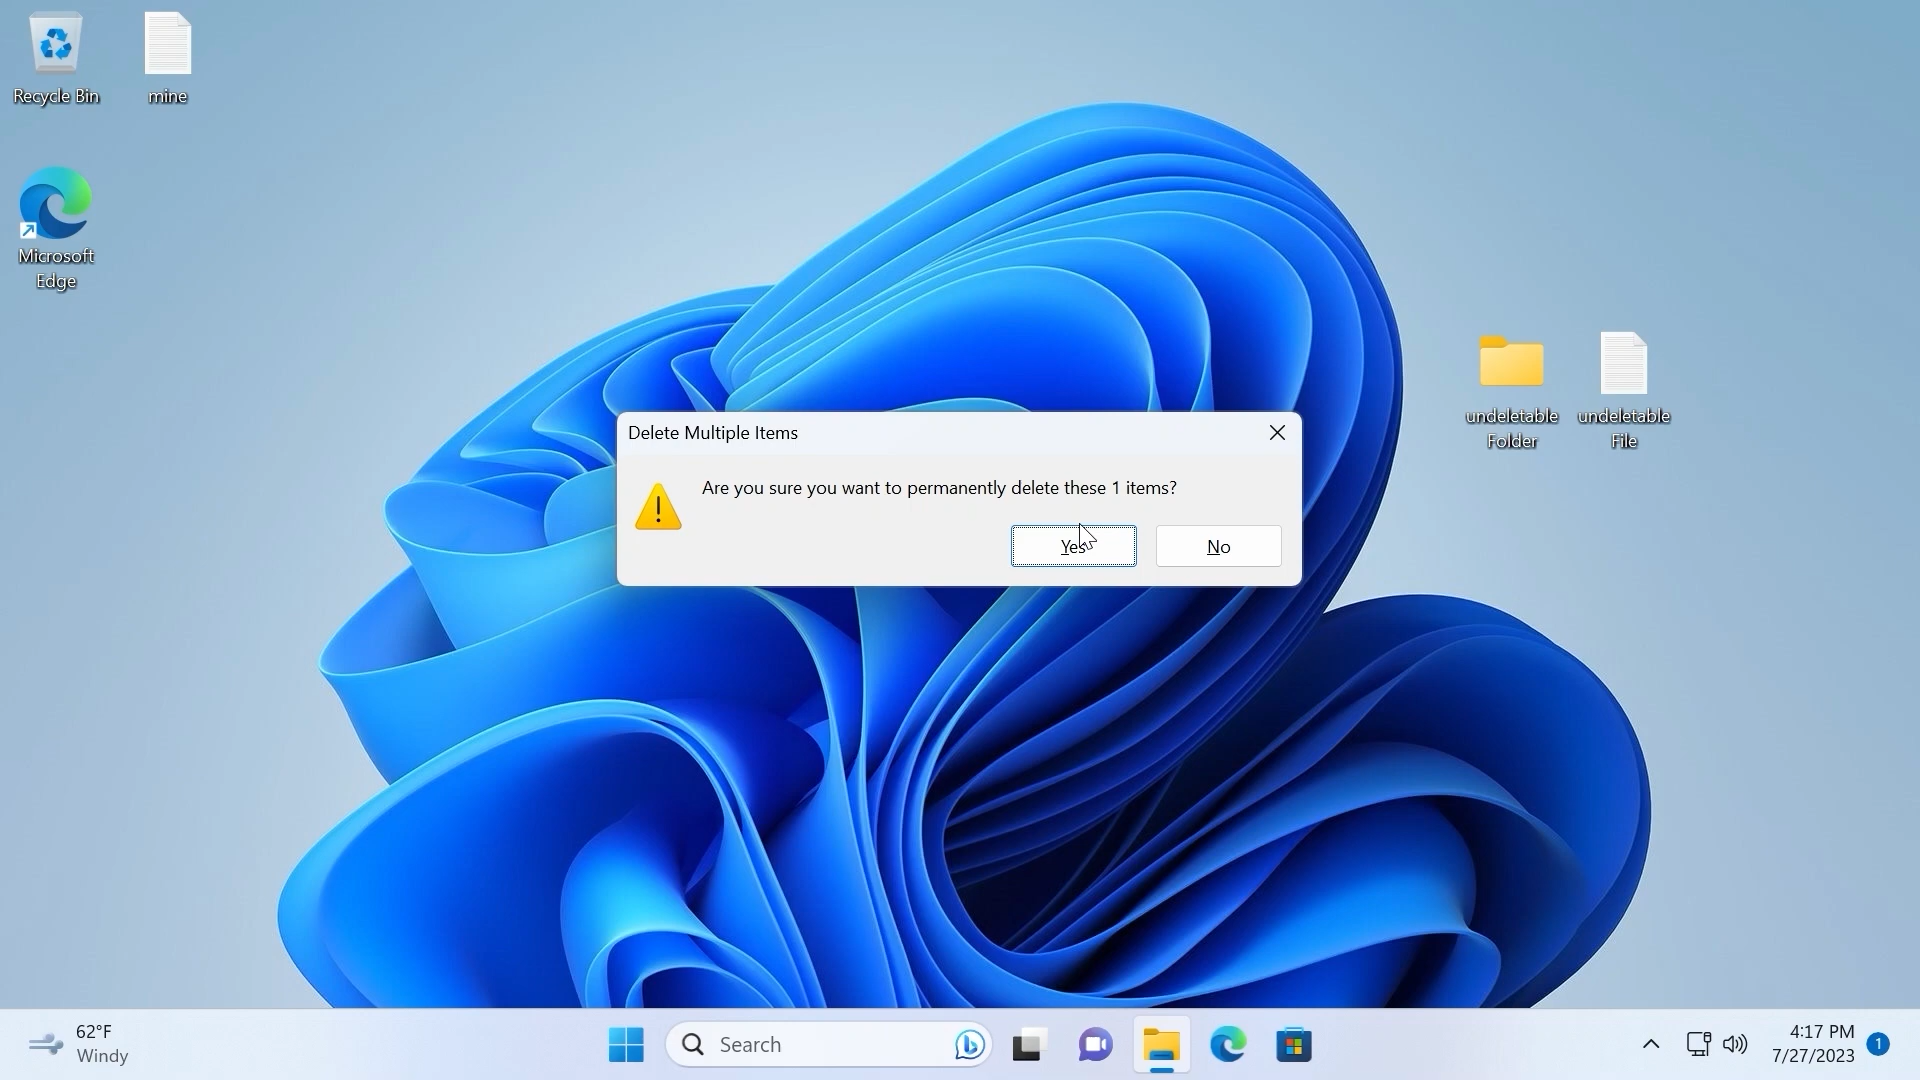 Recycle Bin
mine
Microsoft
Edge
undeletable
Folder
undeletable
File
Delete Multiple Items
Are you sure you want to permanently delete these 1 items?
Yes
No
62°F
Windy
Search
4:17 PM
7/27/2023
1